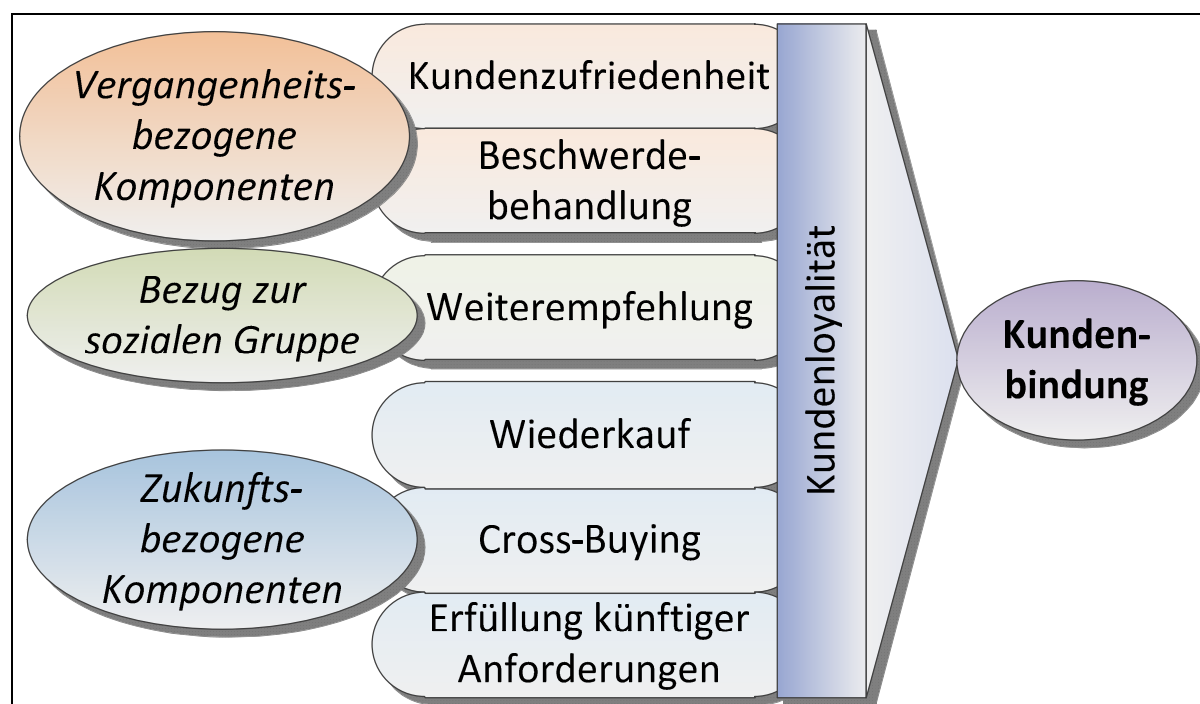 Vergangenheits-
bezogene
Komponenten
Kundenzufriedenheit
Beschwerde-
behandlung
Bezug zur
sozialen Gruppe
Weiterempfehlung
Zukunfts-
bezogene
Komponenten
Wiederkauf
Cross-Buying
Erfüllung künftiger
Anforderungen
Kundenloyalität
Kunden-
bindung